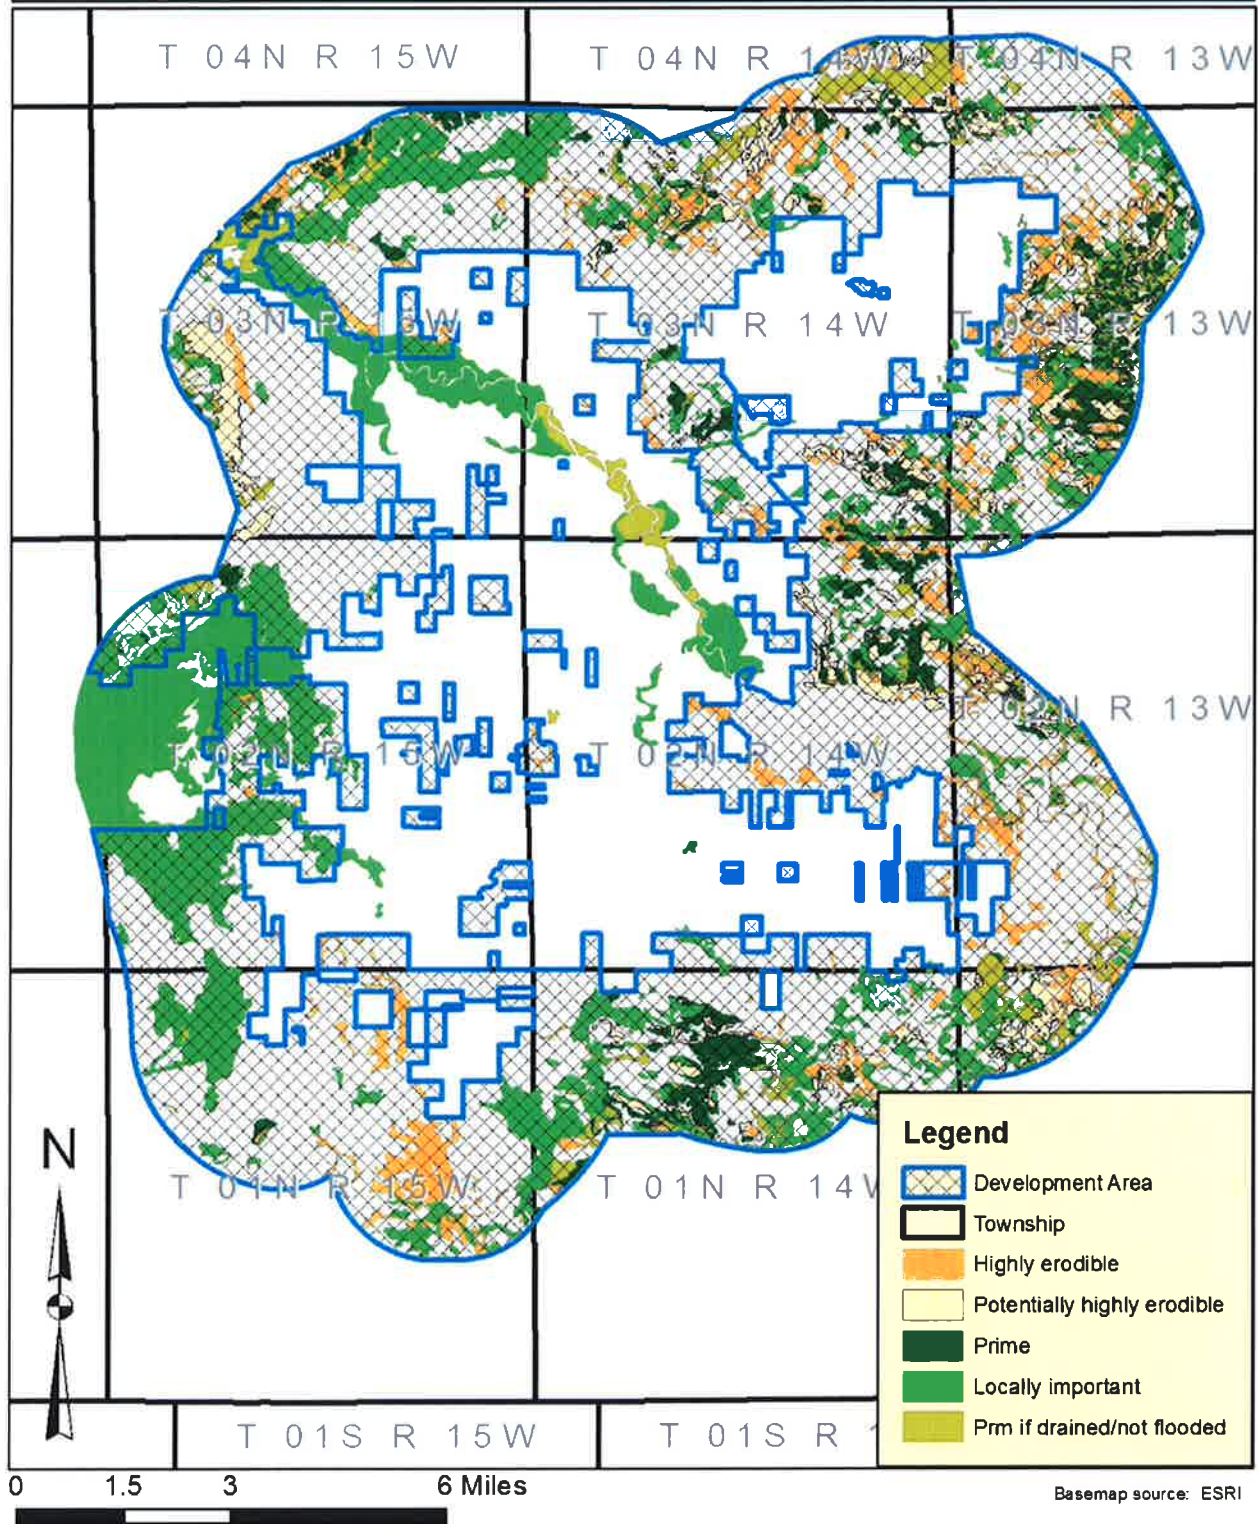 T 04N R 15W
T 04N R 14W
T 04N R 13W
T 03N R 15W
T 03N R 14W
T 03N R 13W
T 02N R 15W
T 02N R 14W
T 02N R 13W
T 01N R 15W
T 01N R 14W
T 01S R 15W
T 01S R 1
N
Legend
Development Area
Township
Highly erodible
Potentially highly erodible
Prime
Locally important
Prm if drained/not flooded
0 1.5 3 6 Miles
Basemap source: ESRI